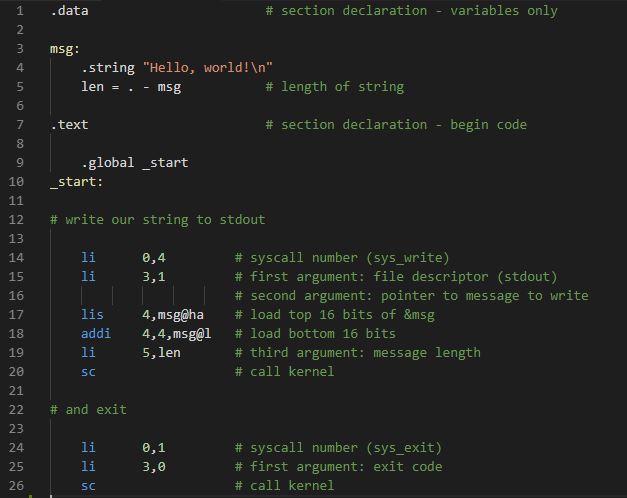 1 .data # section declaration - variables only
2
3 msg:
4 .string "Hello, world!\n"
5 len = . - msg # length of string
6
7 .text # section declaration - begin code
8
9 .global _start
10 _start:
11
12 # write our string to stdout
13
14 li 0,4 # syscall number (sys_write)
15 li 3,1 # first argument: file descriptor (stdout)
16 # second argument: pointer to message to write
17 lis 4,msg@ha # load top 16 bits of &msg
18 addi 4,4,msg@l # load bottom 16 bits
19 li 5,len # third argument: message length
20 sc # call kernel
21
22 # and exit
23
24 li 0,1 # syscall number (sys_exit)
25 li 3,0 # first argument: exit code
26 sc # call kernel